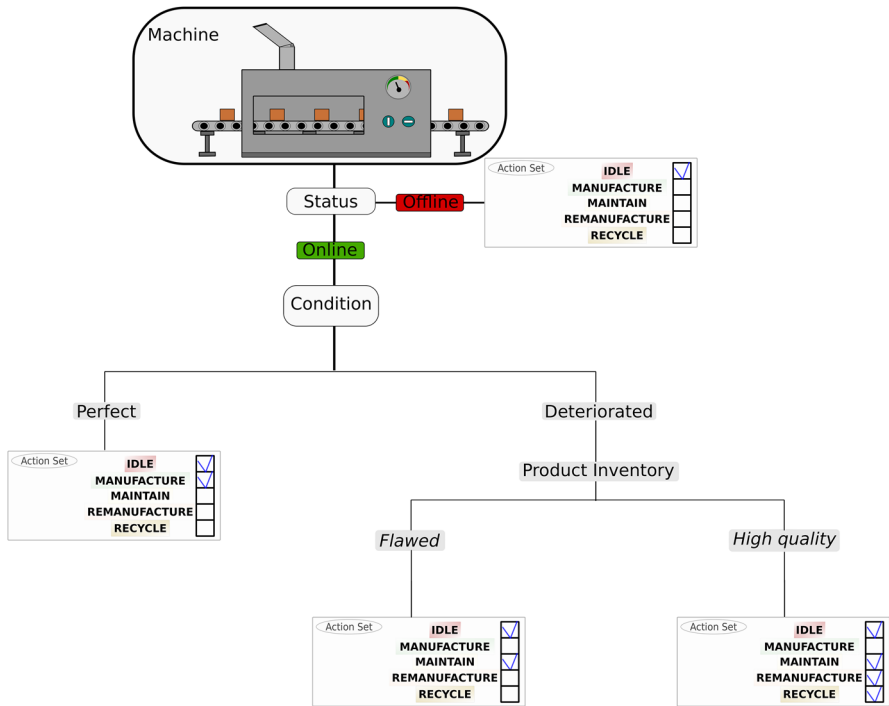 Machine
Action Set
IDLE
MANUFACTURE
MAINTAIN
REMANUFACTURE
RECYCLE
Status
Offline
Online
Condition
Perfect
Deteriorated
Action Set
IDLE
MANUFACTURE
MAINTAIN
REMANUFACTURE
RECYCLE
Product Inventory
Flawed
High quality
Action Set
IDLE
MANUFACTURE
MAINTAIN
REMANUFACTURE
RECYCLE
Action Set
IDLE
MANUFACTURE
MAINTAIN
REMANUFACTURE
RECYCLE